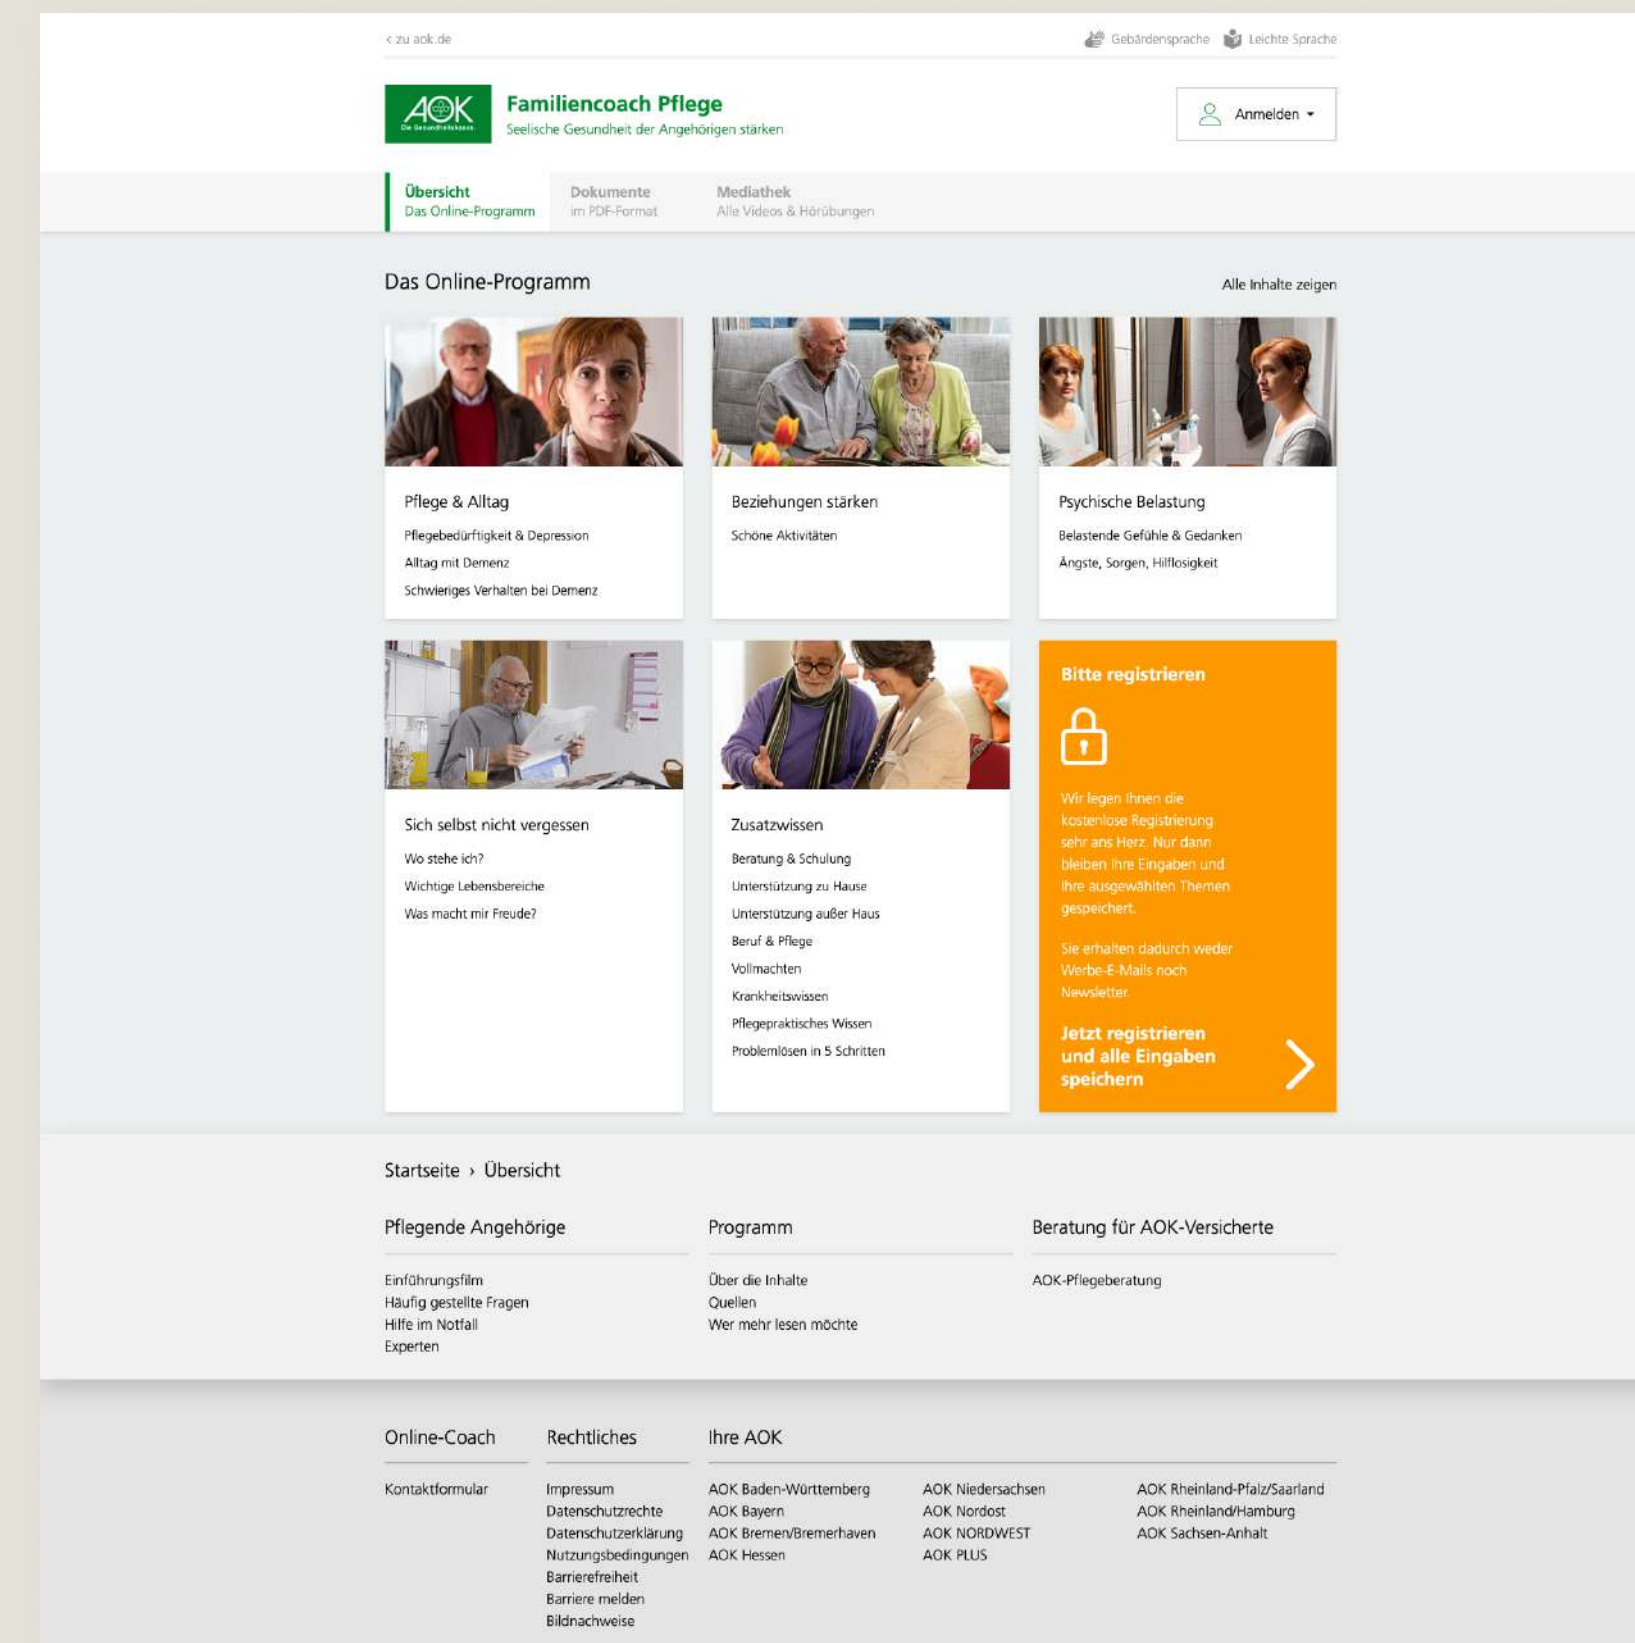 < zu aok.de
Gebärdensprache
Leichte Sprache
AOK
Die Gesundheitskasse.
Familiencoach Pflege
Seelische Gesundheit der Angehörigen stärken
Anmelden
Übersicht
Das Online-Programm
Dokumente
im PDF-Format
Mediathek
Alle Videos & Hörübungen
Das Online-Programm
Alle Inhalte zeigen
Pflege & Alltag
Pflegebedürftigkeit & Depression
Alltag mit Demenz
Schwieriges Verhalten bei Demenz
Beziehungen stärken
Schöne Aktivitäten
Psychische Belastung
Belastende Gefühle & Gedanken
Ängste, Sorgen, Hilflosigkeit
Sich selbst nicht vergessen
Wo stehe ich?
Wichtige Lebensbereiche
Was macht mir Freude?
Zusatzwissen
Beratung & Schulung
Unterstützung zu Hause
Unterstützung außer Haus
Beruf & Pflege
Vollmachten
Krankheitswissen
Pflegepraktisches Wissen
Problemlösen in 5 Schritten
Bitte registrieren
Wir legen Ihnen die
kostenlose Registrierung
sehr ans Herz. Nur dann
bleiben Ihre Eingaben und
Ihre ausgewählten Themen
gespeichert.
Sie erhalten dadurch weder
Werbe-E-Mails noch
Newsletter.
Jetzt registrieren
und alle Eingaben
speichern
Startseite › Übersicht
Pflegende Angehörige
Einführungsfilm
Häufig gestellte Fragen
Hilfe im Notfall
Experten
Programm
Über die Inhalte
Quellen
Wer mehr lesen möchte
Beratung für AOK-Versicherte
AOK-Pflegeberatung
Online-Coach
Kontaktformular
Rechtliches
Impressum
Datenschutzrechte
Datenschutzerklärung
Nutzungsbedingungen
Barrierefreiheit
Barriere melden
Bildnachweise
Ihre AOK
AOK Baden-Württemberg
AOK Bayern
AOK Bremen/Bremerhaven
AOK Hessen
AOK Niedersachsen
AOK Nordost
AOK NORDWEST
AOK PLUS
AOK Rheinland-Pfalz/Saarland
AOK Rheinland/Hamburg
AOK Sachsen-Anhalt